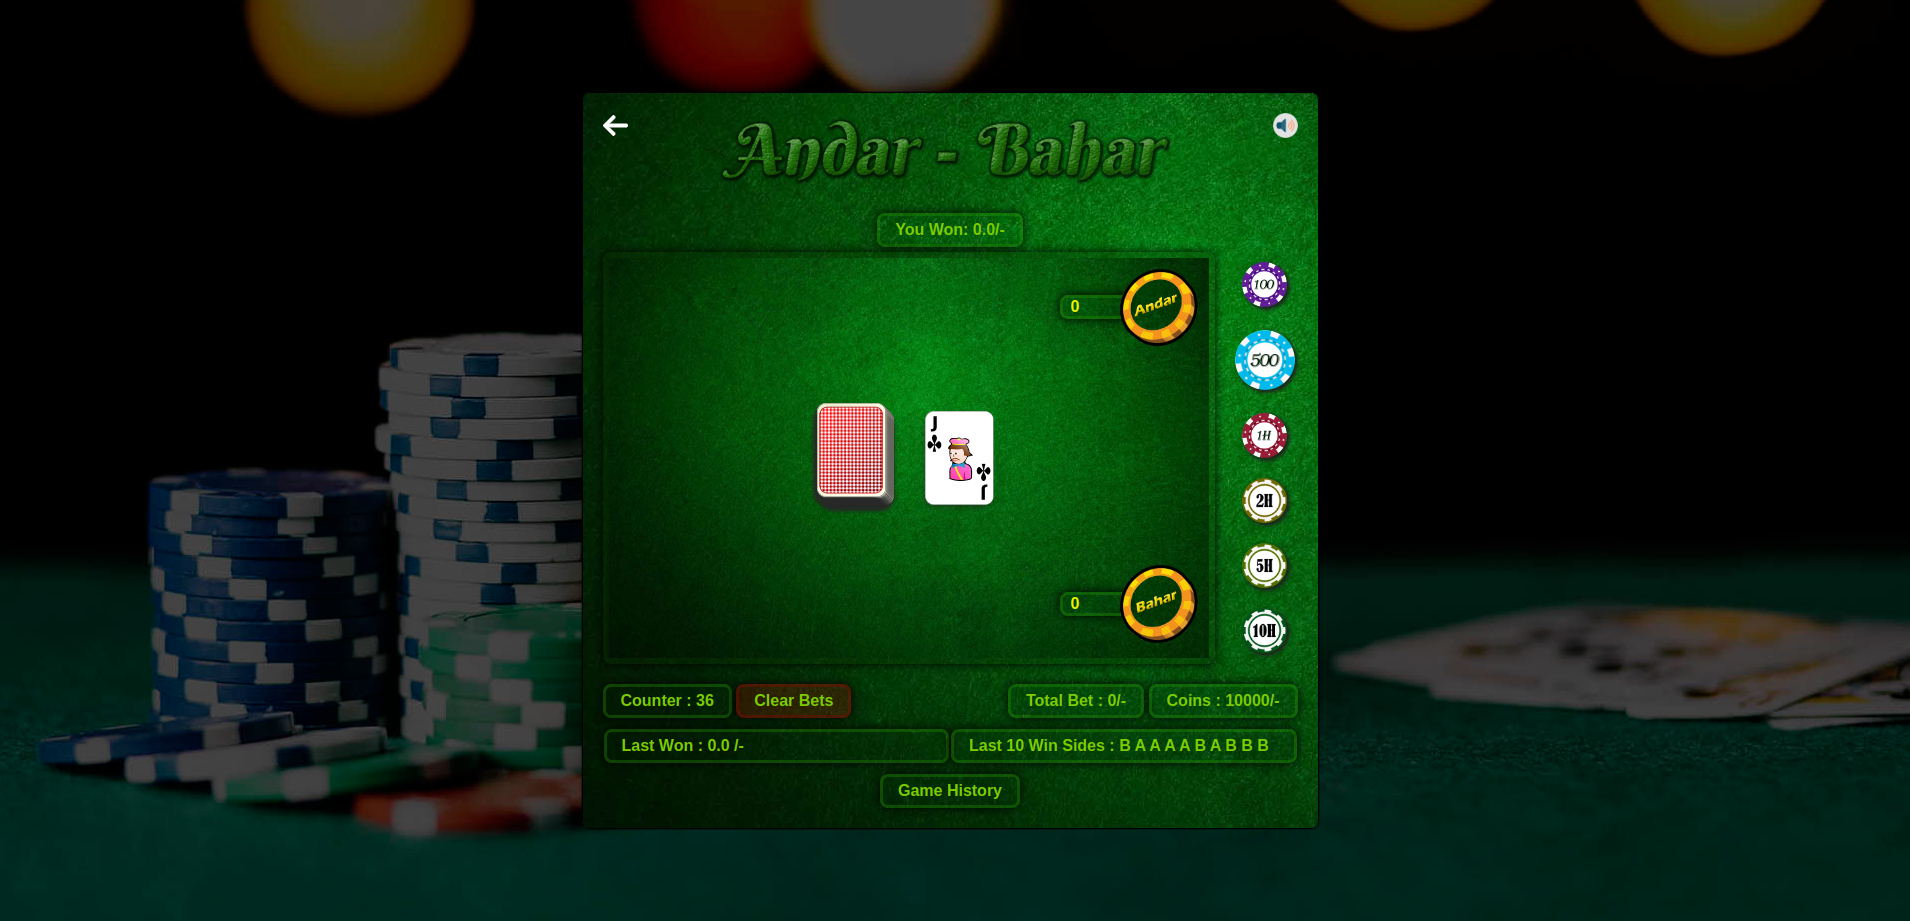 Andar - Bahar
You Won: 0.0/-
0 Andar
100
500
J
1H
2H
5H
J
0 Bahar
10H
Counter : 36 Clear Bets Total Bet : 0/- Coins : 10000/-
Last Won : 0.0 /- Last 10 Win Sides : B A A A A B A B B B
Game History